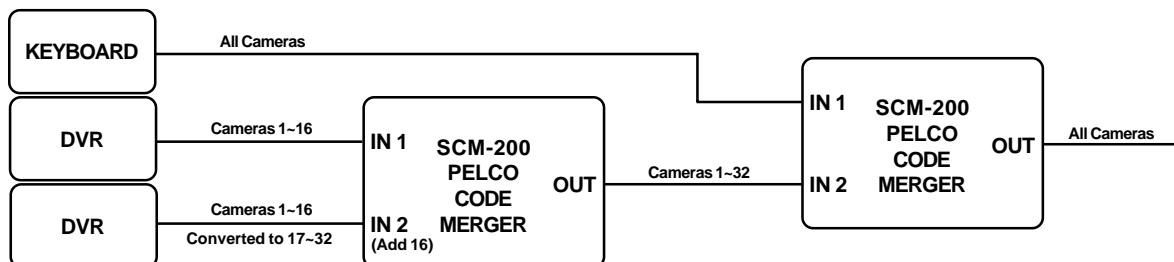 KEYBOARD
All Cameras
DVR
Cameras 1~16
DVR
Cameras 1~16
Converted to 17~32
IN 1
IN 2
(Add 16)
SCM-200
PELCO
CODE
MERGER
OUT
Cameras 1~32
IN 1
IN 2
SCM-200
PELCO
CODE
MERGER
OUT
All Cameras